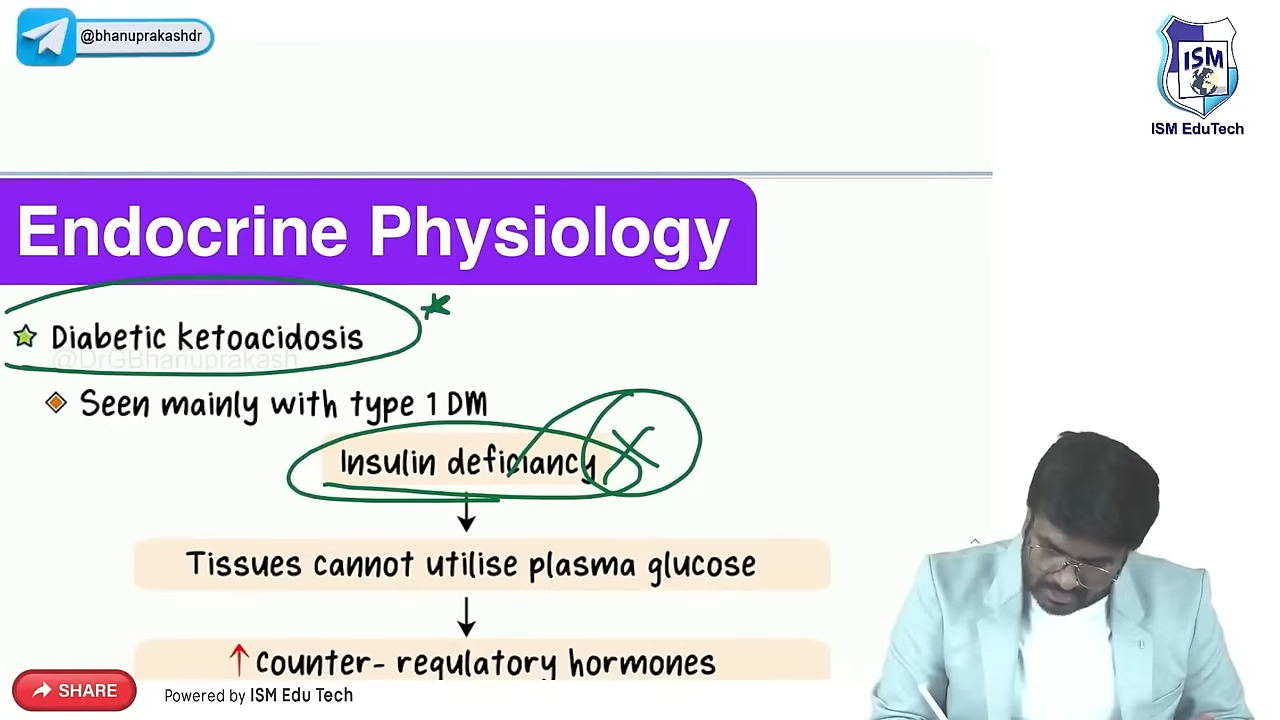 @bhanuprakashdr
ISM
ISM EduTech
Endocrine Physiology
Diabetic ketoacidosis
@DrGBhanuprakash
Seen mainly with type 1 DM
Insulin deficiancy
Tissues cannot utilise plasma glucose
↑ Counter- regulatory hormones
SHARE
Powered by ISM Edu Tech